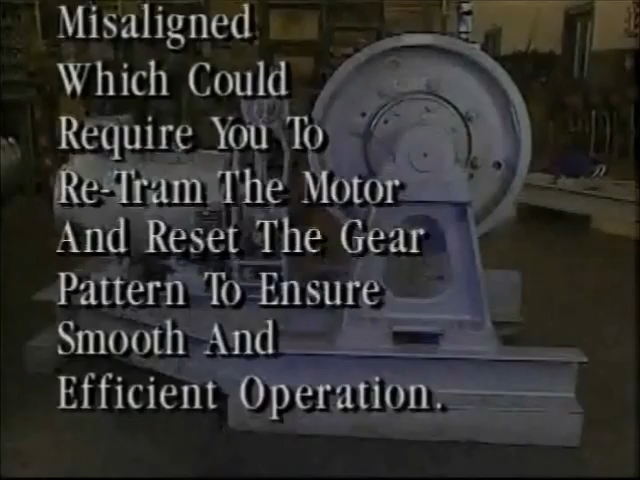 Misaligned
Which Could
Require You To
Re-Tram The Motor
And Reset The Gear
Pattern To Ensure
Smooth And
Efficient Operation.